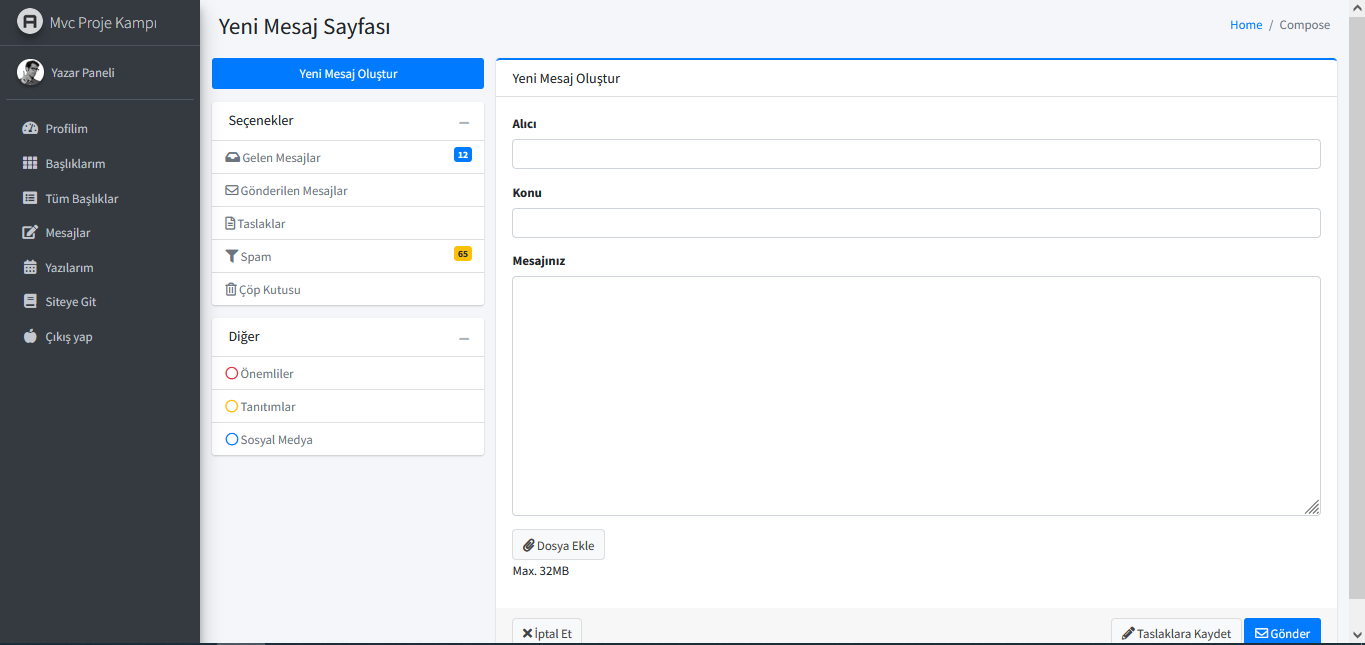 Mvc Proje Kampı
Yazar Paneli
Profilim
Başlıklarım
Tüm Başlıklar
Mesajlar
Yazılarım
Siteye Git
Çıkış yap
Yeni Mesaj Sayfası
Home / Compose
Yeni Mesaj Oluştur
Seçenekler
Gelen Mesajlar 12
Gönderilen Mesajlar
Taslaklar
Spam 65
Çöp Kutusu
Diğer
Önemliler
Tanıtımlar
Sosyal Medya
Yeni Mesaj Oluştur
Alıcı
Konu
Mesajınız
Dosya Ekle
Max. 32MB
İptal Et
Taslaklara Kaydet
Gönder